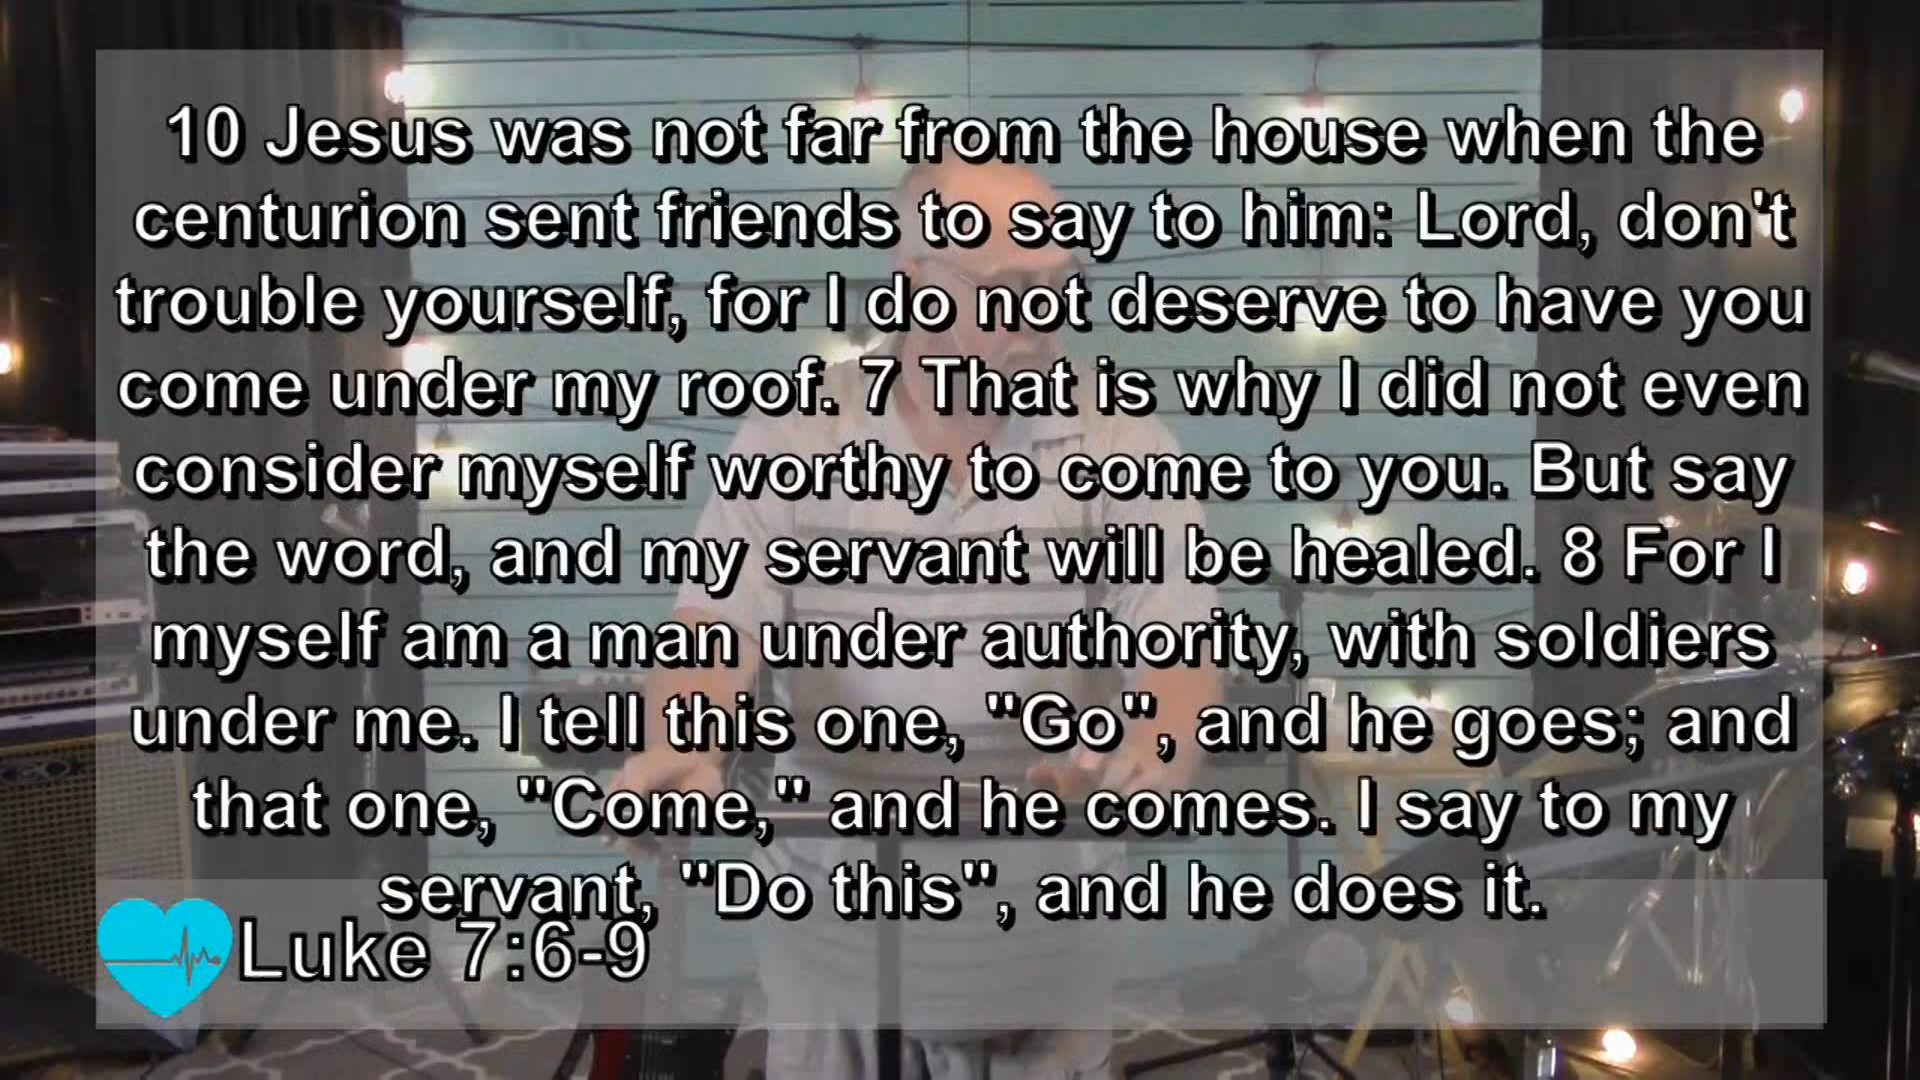 10 Jesus was not far from the house when the
centurion sent friends to say to him: Lord, don't
trouble yourself, for I do not deserve to have you
come under my roof. 7 That is why I did not even
consider myself worthy to come to you. But say
the word, and my servant will be healed. 8 For I
myself am a man under authority, with soldiers
under me. I tell this one, "Go", and he goes; and
that one, "Come," and he comes. I say to my
servant, "Do this", and he does it.
Luke 7:6-9